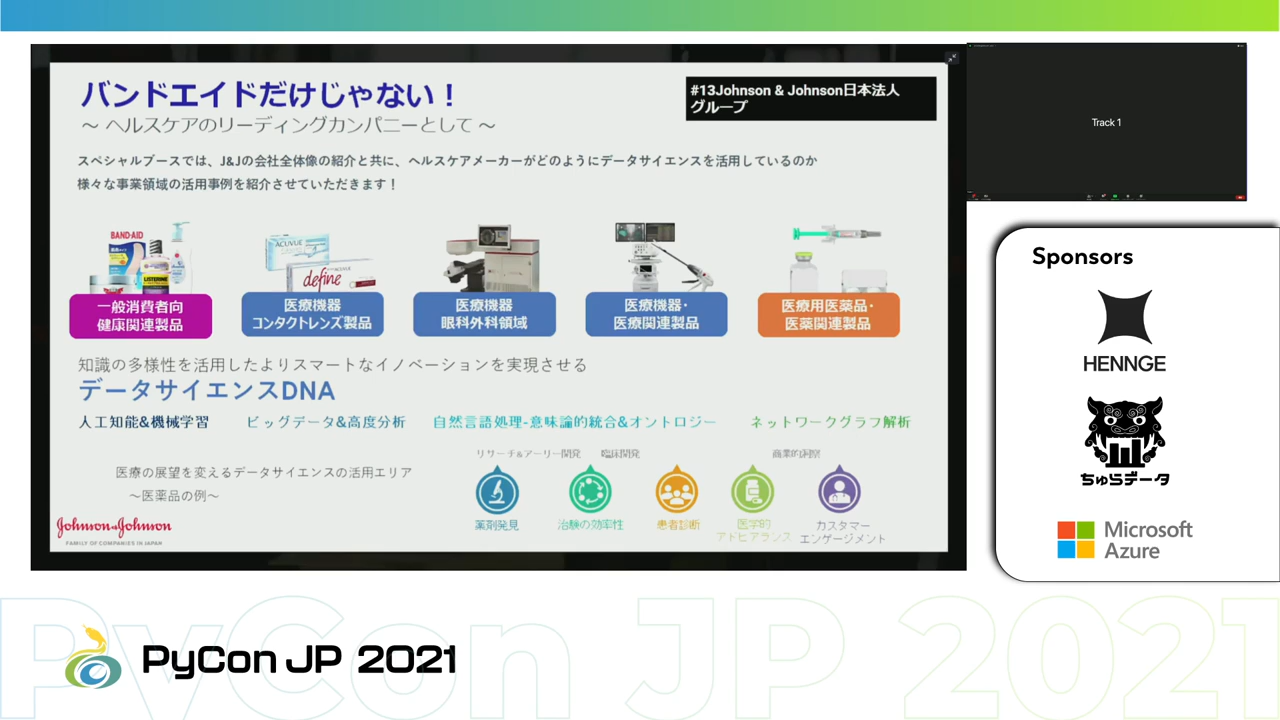 バンドエイドだけじゃない！
～ ヘルスケアのリーディングカンパニーとして ～
#13Johnson & Johnson日本法人
グループ
スペシャルブースでは、J&Jの会社全体像の紹介と共に、ヘルスケアメーカーがどのようにデータサイエンスを活用しているのか
様々な事業領域の活用事例を紹介させていただきます！
BAND-AID
LISTERINE
ACUVUE
define
一般消費者向
健康関連製品
医療機器
コンタクトレンズ製品
医療機器
眼科外科領域
医療機器・
医療関連製品
医療用医薬品・
医薬関連製品
知識の多様性を活用したよりスマートなイノベーションを実現させる
データサイエンスDNA
人工知能&機械学習
ビッグデータ&高度分析
自然言語処理-意味論的統合&オントロジー
ネットワークグラフ解析
リサーチ&アーリー開発
臨床開発
商業的洞察
医療の展望を変えるデータサイエンスの活用エリア
～医薬品の例～
薬剤発見
治験の効率性
患者診断
医学的
アドヒアランス
カスタマー
エンゲージメント
Johnson & Johnson
FAMILY OF COMPANIES IN JAPAN
Track 1
Sponsors
HENNGE
ちゅらデータ
Microsoft
Azure
PyCon JP 2021
PyCon JP 2021